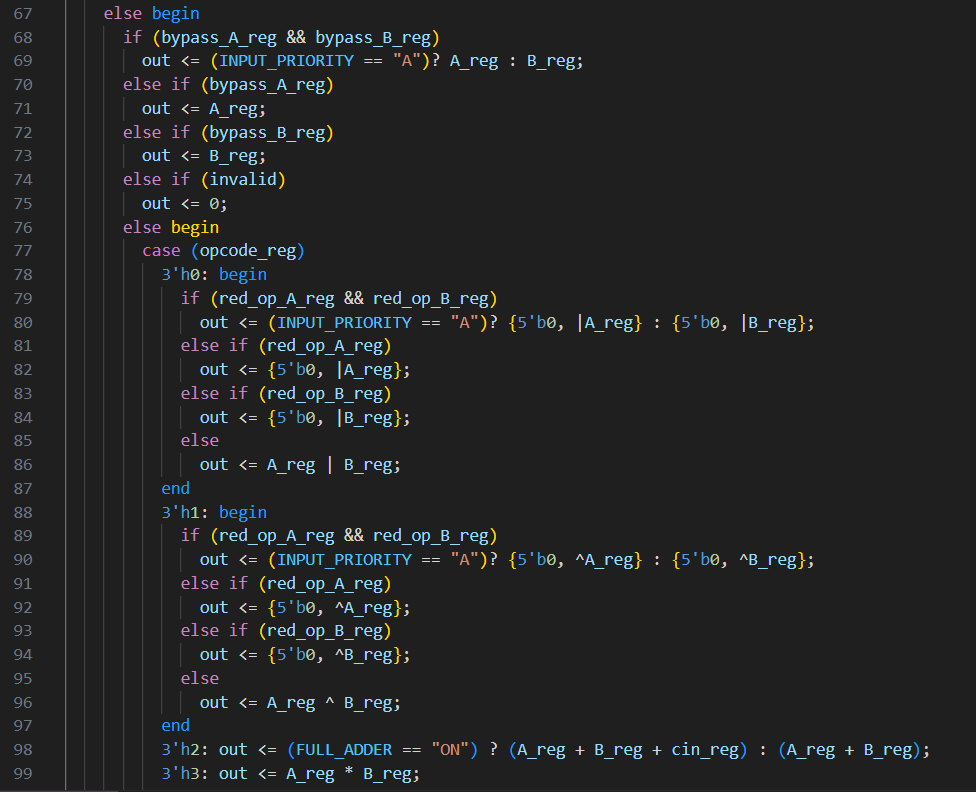 67 else begin
68 if (bypass_A_reg && bypass_B_reg)
69 out <= (INPUT_PRIORITY == "A")? A_reg : B_reg;
70 else if (bypass_A_reg)
71 out <= A_reg;
72 else if (bypass_B_reg)
73 out <= B_reg;
74 else if (invalid)
75 out <= 0;
76 else begin
77 case (opcode_reg)
78 3'h0: begin
79 if (red_op_A_reg && red_op_B_reg)
80 out <= (INPUT_PRIORITY == "A")? {5'b0, |A_reg} : {5'b0, |B_reg};
81 else if (red_op_A_reg)
82 out <= {5'b0, |A_reg};
83 else if (red_op_B_reg)
84 out <= {5'b0, |B_reg};
85 else
86 out <= A_reg | B_reg;
87 end
88 3'h1: begin
89 if (red_op_A_reg && red_op_B_reg)
90 out <= (INPUT_PRIORITY == "A")? {5'b0, ^A_reg} : {5'b0, ^B_reg};
91 else if (red_op_A_reg)
92 out <= {5'b0, ^A_reg};
93 else if (red_op_B_reg)
94 out <= {5'b0, ^B_reg};
95 else
96 out <= A_reg ^ B_reg;
97 end
98 3'h2: out <= (FULL_ADDER == "ON") ? (A_reg + B_reg + cin_reg) : (A_reg + B_reg);
99 3'h3: out <= A_reg * B_reg;